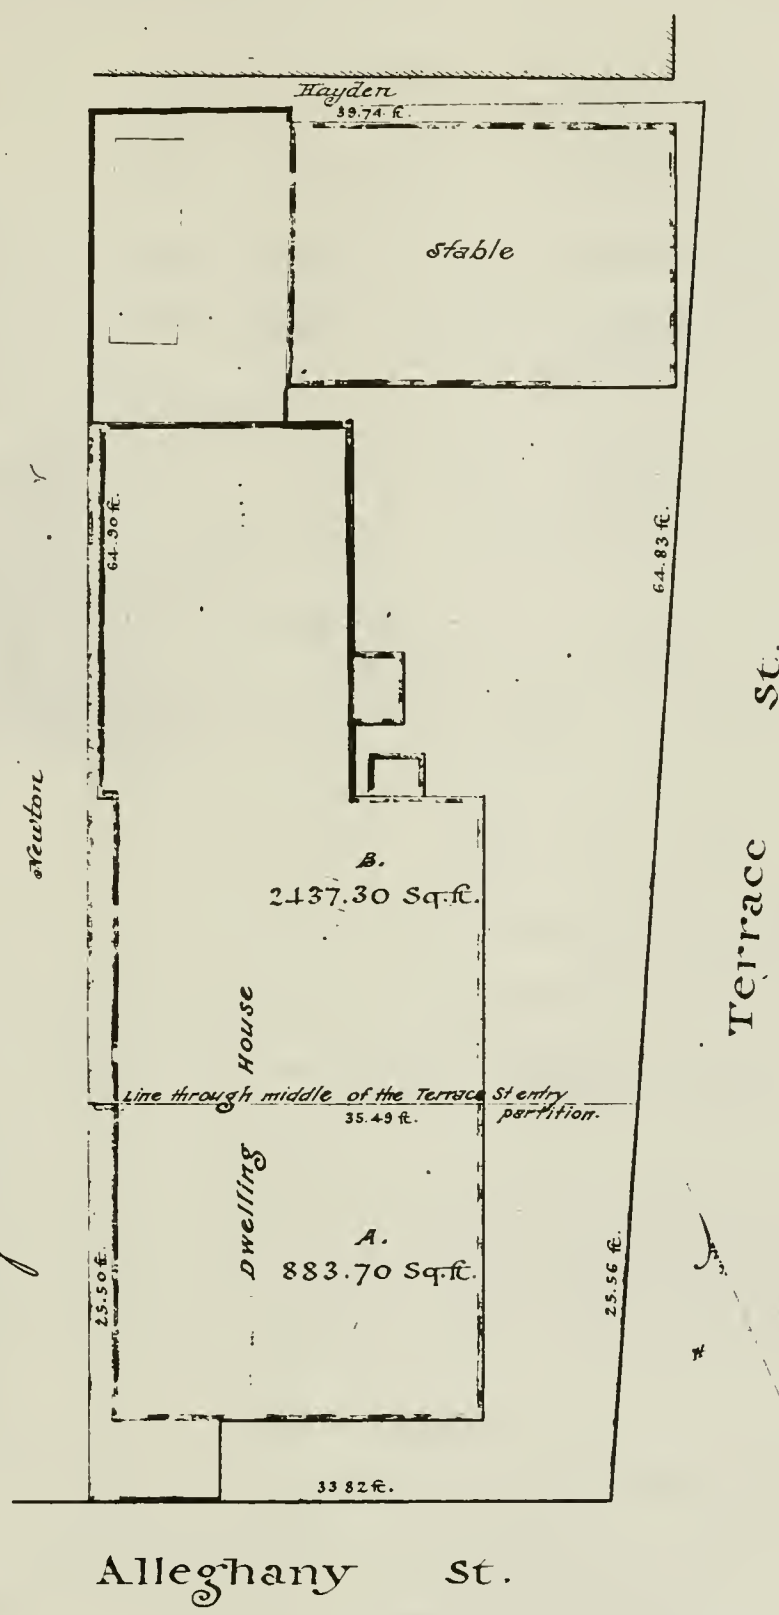 Hayden
39.74 ft.
Stable
64.90 ft.
64.83 ft.
Newton
Terrace St.
B.
2437.30 Sq.ft.
Dwelling House
Line through middle of the Terrace St entry
partition.
35.49 ft.
A.
883.70 Sq.ft.
25.50 ft.
25.56 ft.
33 82 ft.
Alleghany St.